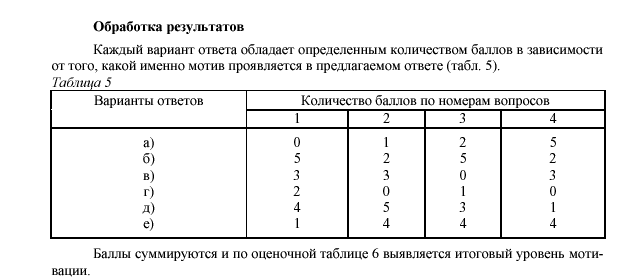 Обработка результатов
Каждый вариант ответа обладает определенным количеством баллов в зависимости
от того, какой именно мотив проявляется в предлагаемом ответе (табл. 5).
Таблица 5
Варианты ответов Количество баллов по номерам вопросов
1 2 3 4
а) 0 1 2 5
б) 5 2 5 2
в) 3 3 0 3
г) 2 0 1 0
д) 4 5 3 1
е) 1 4 4 4
Баллы суммируются и по оценочной таблице 6 выявляется итоговый уровень моти-
вации.